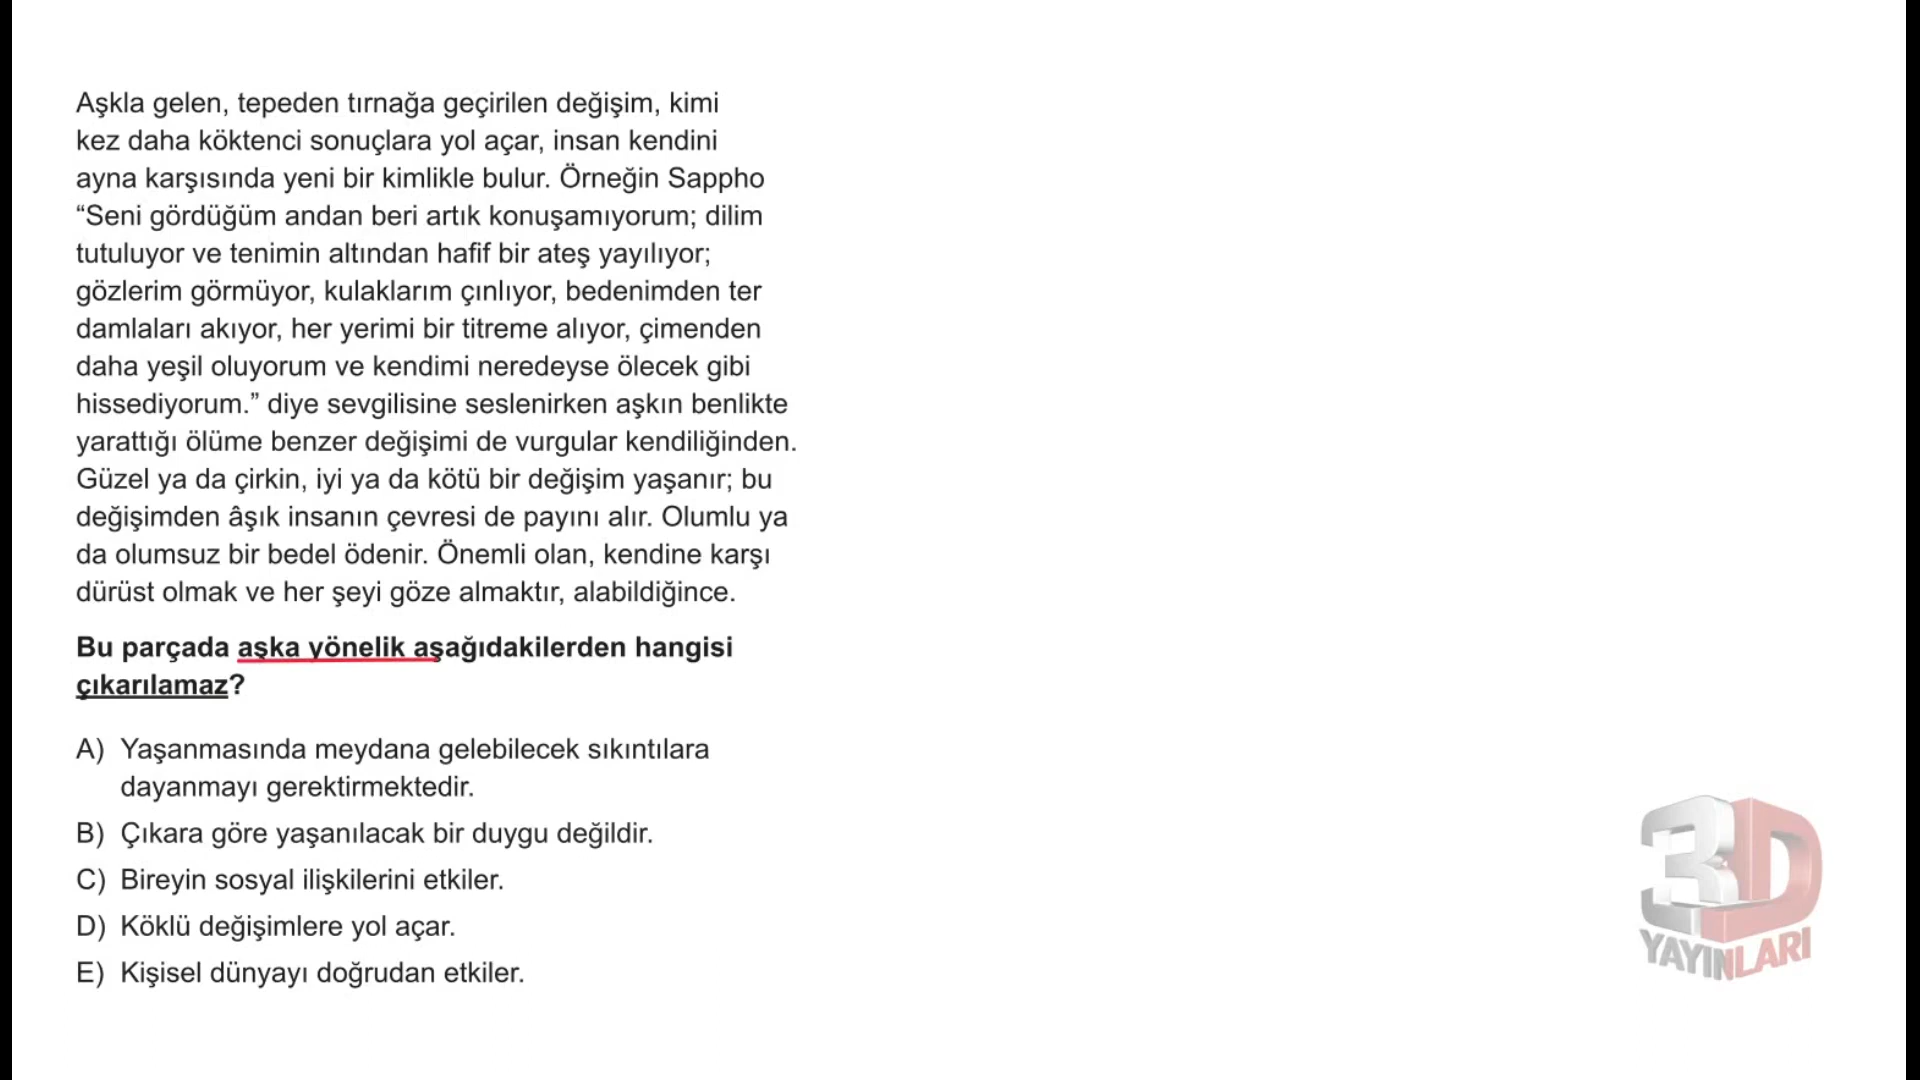 Aşkla gelen, tepeden tırnağa geçirilen değişim, kimi
kez daha köktenci sonuçlara yol açar, insan kendini
ayna karşısında yeni bir kimlikle bulur. Örneğin Sappho
“Seni gördüğüm andan beri artık konuşamıyorum; dilim
tutuluyor ve tenimin altından hafif bir ateş yayılıyor;
gözlerim görmüyor, kulaklarım çınlıyor, bedenimden ter
damlaları akıyor, her yerimi bir titreme alıyor, çimenden
daha yeşil oluyorum ve kendimi neredeyse ölecek gibi
hissediyorum.” diye sevgilisine seslenirken aşkın benlikte
yarattığı ölüme benzer değişimi de vurgular kendiliğinden.
Güzel ya da çirkin, iyi ya da kötü bir değişim yaşanır; bu
değişimden âşık insanın çevresi de payını alır. Olumlu ya
da olumsuz bir bedel ödenir. Önemli olan, kendine karşı
dürüst olmak ve her şeyi göze almaktır, alabildiğince.
Bu parçada aşka yönelik aşağıdakilerden hangisi
çıkarılamaz?
A) Yaşanmasında meydana gelebilecek sıkıntılara
dayanmayı gerektirmektedir.
B) Çıkara göre yaşanılacak bir duygu değildir.
C) Bireyin sosyal ilişkilerini etkiler.
D) Köklü değişimlere yol açar.
E) Kişisel dünyayı doğrudan etkiler.
3D
YAYINLARI